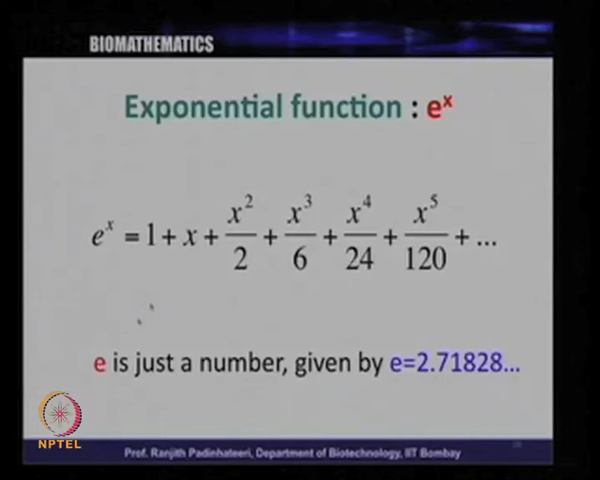 BIOMATHEMATICS
Exponential function : eˣ
eˣ = 1 + x + x²/2 + x³/6 + x⁴/24 + x⁵/120 + ...
e is just a number, given by e=2.71828...
NPTEL
Prof. Ranjith Padinhateeri, Department of Biotechnology, IIT Bombay